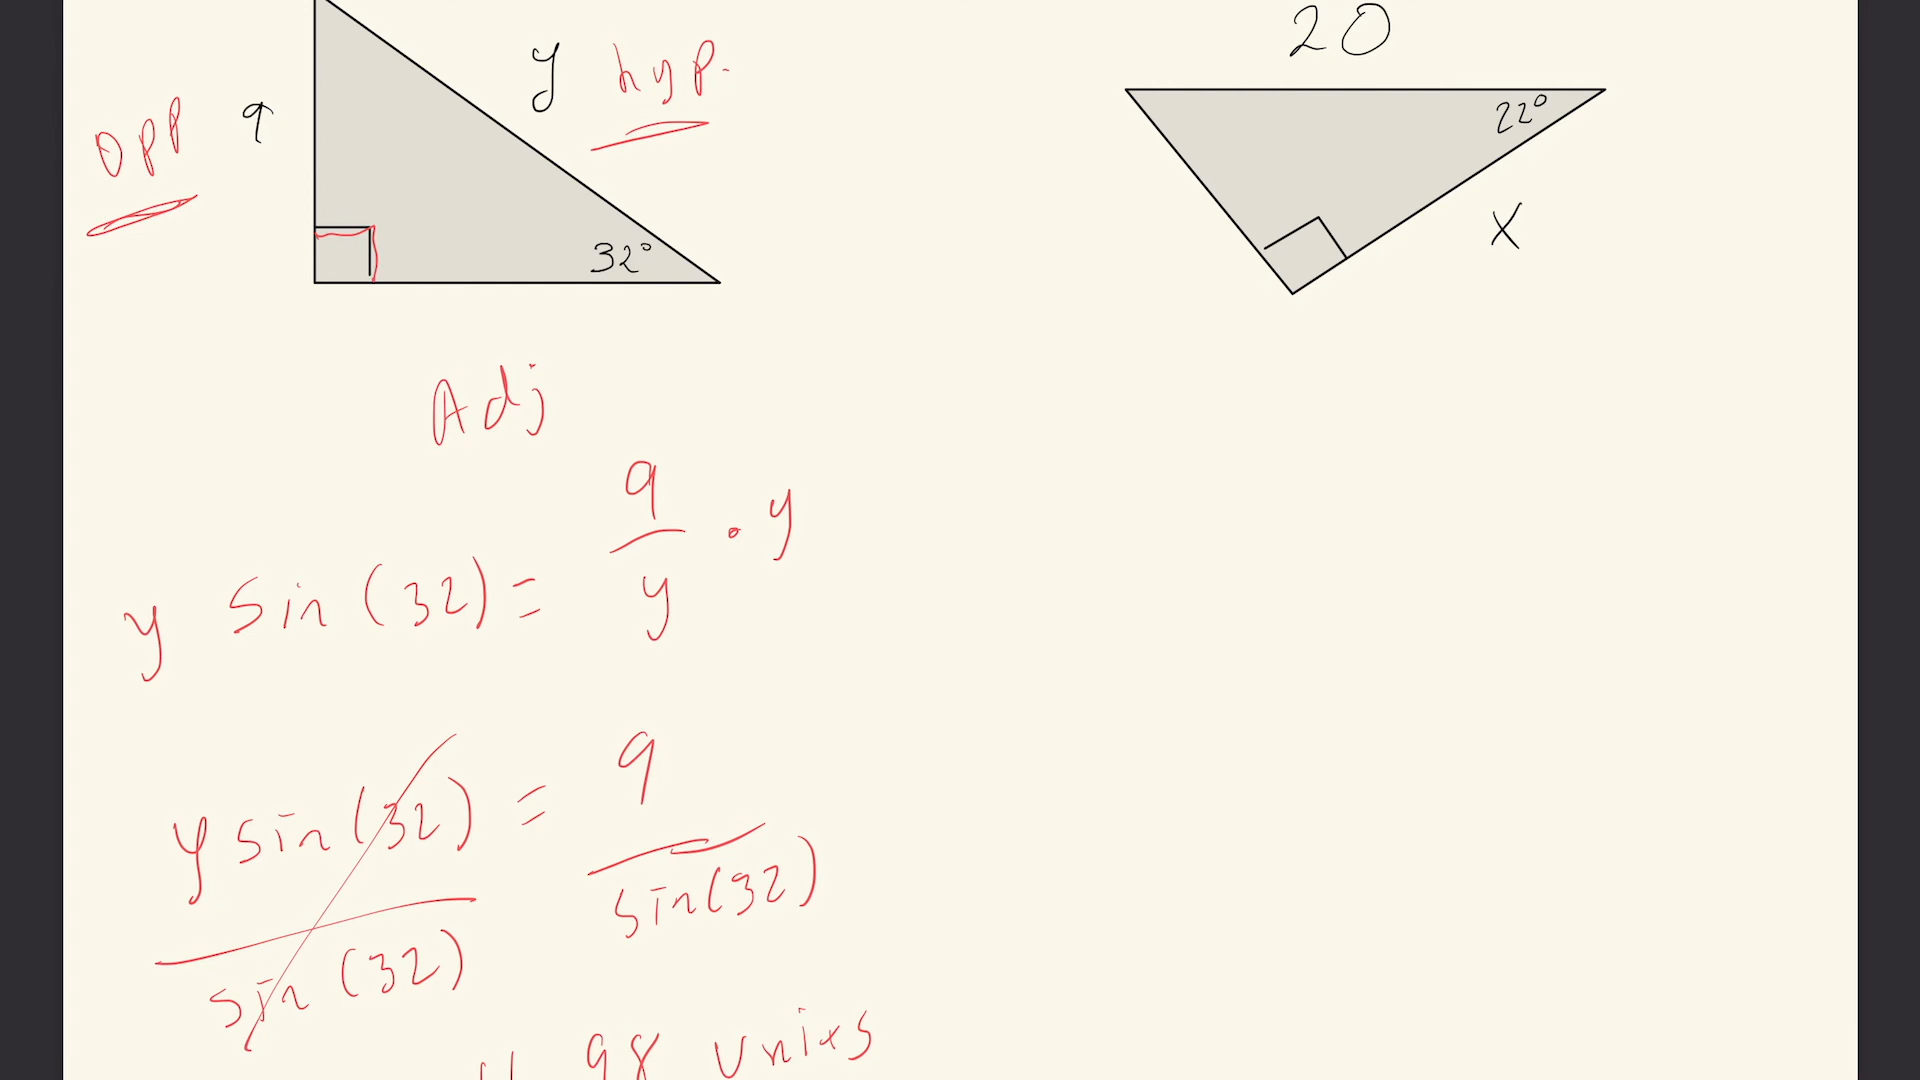 opp 9 y hyp.
32°
20
22°
x
Adj
y sin(32) = 9/y · y
y sin(32) / sin(32) = 9 / sin(32)
98 units